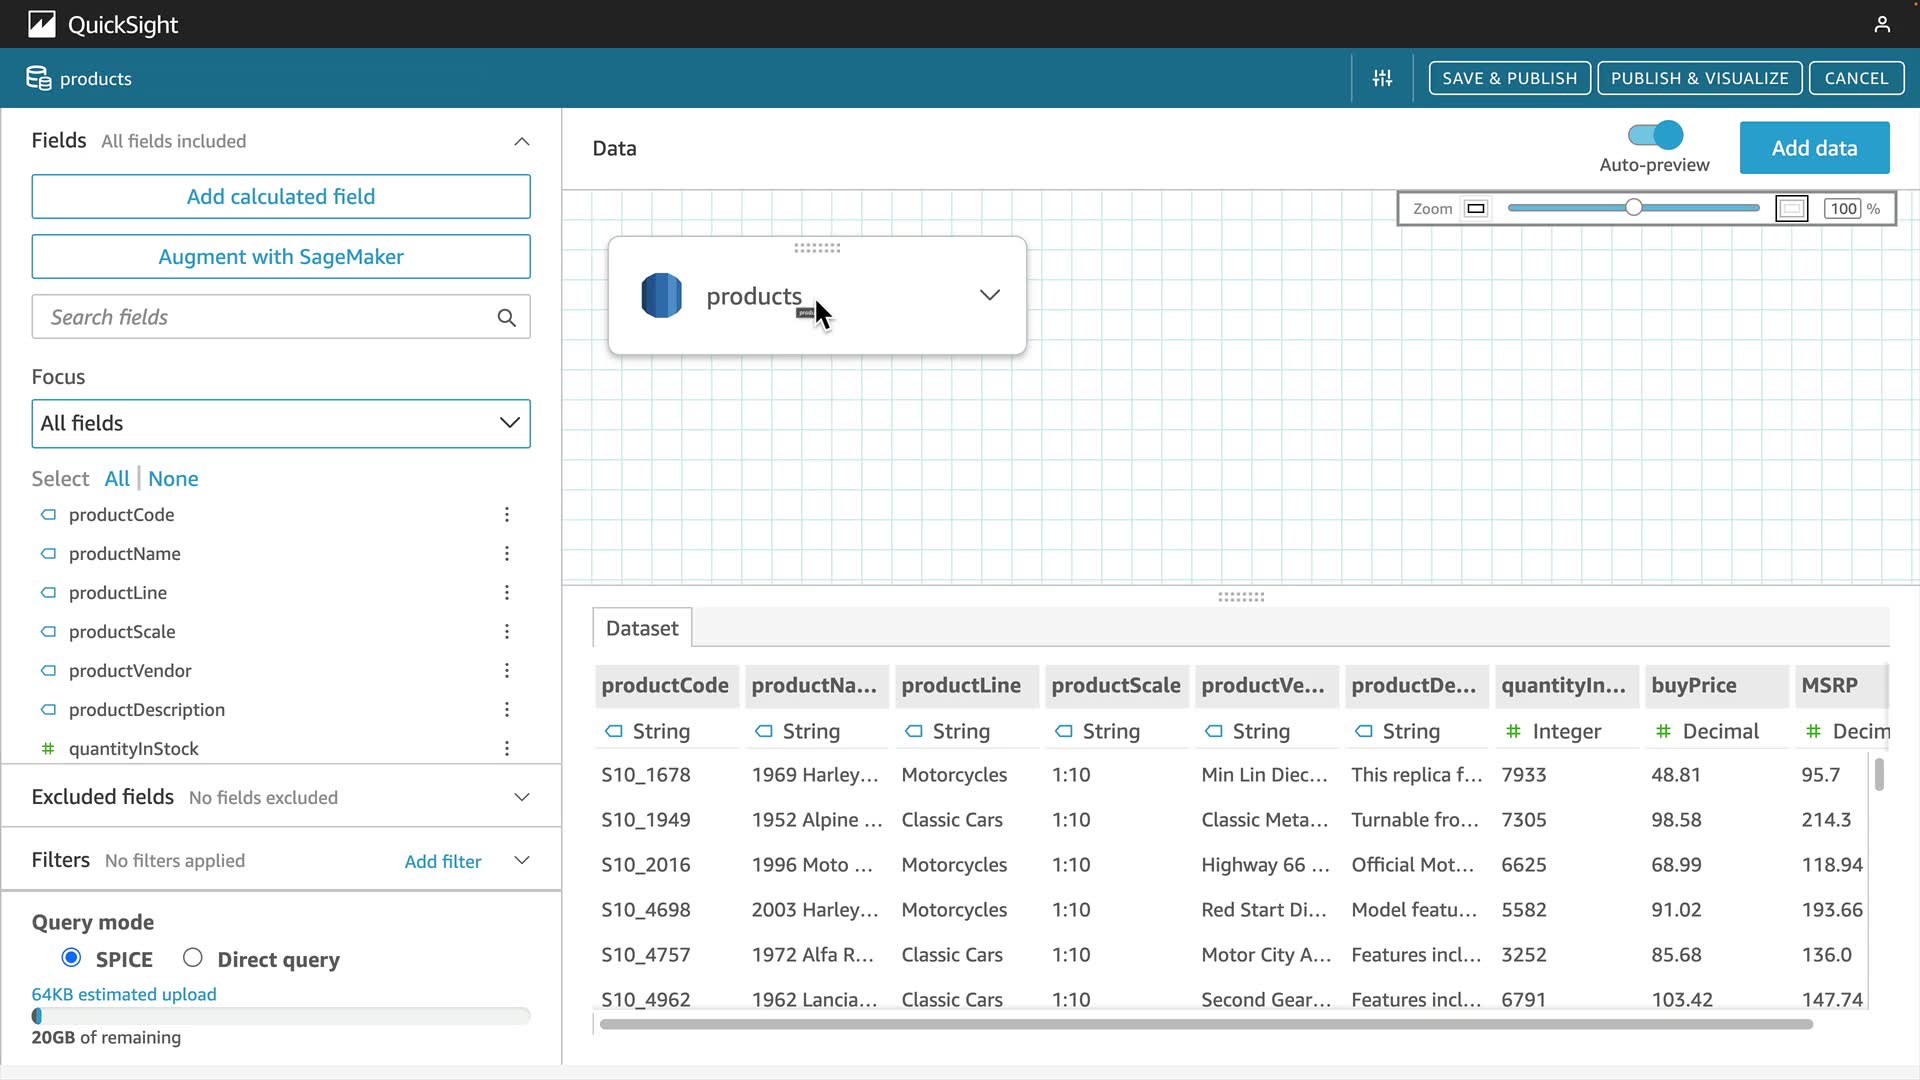 QuickSight
products
SAVE & PUBLISH
PUBLISH & VISUALIZE
CANCEL
Fields All fields included
Add calculated field
Augment with SageMaker
Search fields
Focus
All fields
Select All None
productCode
productName
productLine
productScale
productVendor
productDescription
quantityInStock
Excluded fields No fields excluded
Filters No filters applied Add filter
Query mode
SPICE Direct query
64KB estimated upload
20GB of remaining
Data
Auto-preview
Add data
Zoom 100 %
products
Dataset
productCode productNa... productLine productScale productVe... productDe... quantityIn... buyPrice MSRP
String String String String String String Integer Decimal Decim
S10_1678 1969 Harley... Motorcycles 1:10 Min Lin Diec... This replica f... 7933 48.81 95.7
S10_1949 1952 Alpine ... Classic Cars 1:10 Classic Meta... Turnable fro... 7305 98.58 214.3
S10_2016 1996 Moto ... Motorcycles 1:10 Highway 66 ... Official Mot... 6625 68.99 118.94
S10_4698 2003 Harley... Motorcycles 1:10 Red Start Di... Model featu... 5582 91.02 193.66
S10_4757 1972 Alfa R... Classic Cars 1:10 Motor City A... Features incl... 3252 85.68 136.0
S10_4962 1962 Lancia... Classic Cars 1:10 Second Gear... Features incl... 6791 103.42 147.74